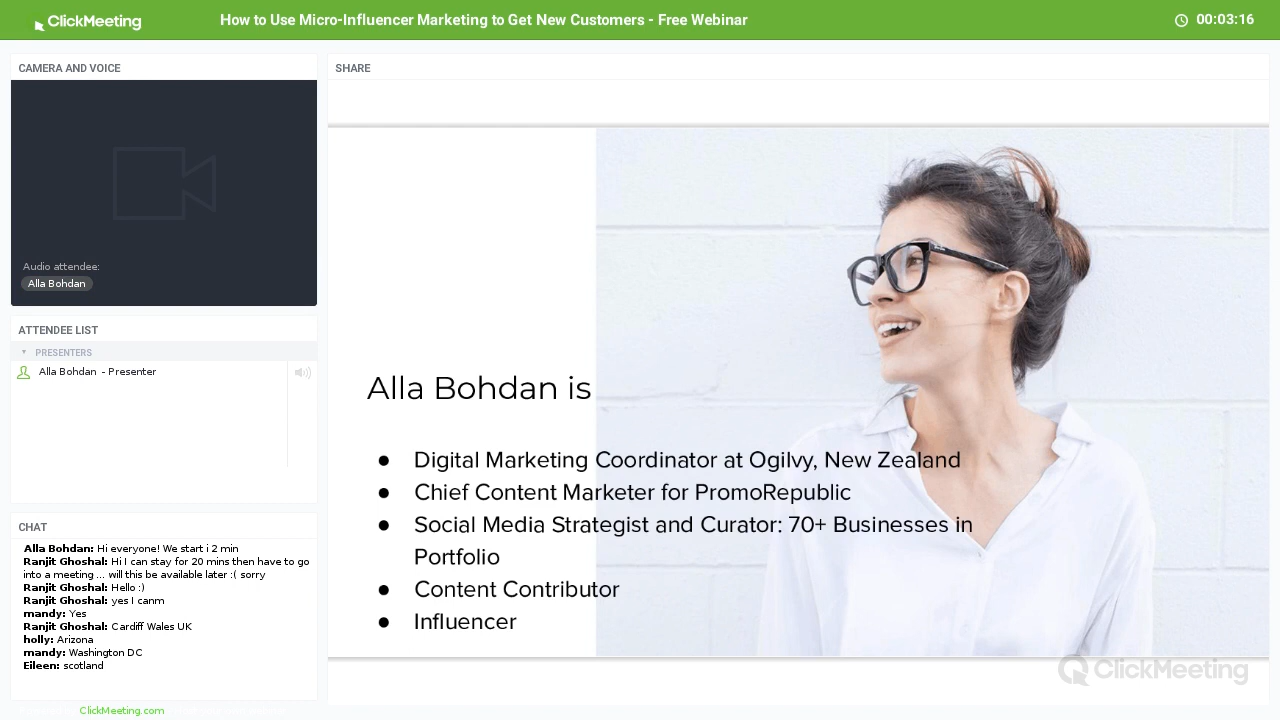 ClickMeeting
How to Use Micro-Influencer Marketing to Get New Customers - Free Webinar
00:03:16
CAMERA AND VOICE
Audio attendee:
Alla Bohdan
ATTENDEE LIST
PRESENTERS
Alla Bohdan - Presenter
CHAT
Alla Bohdan: Hi everyone! We start i 2 min
Ranjit Ghoshal: Hi I can stay for 20 mins then have to go
into a meeting ... will this be available later :( sorry
Ranjit Ghoshal: Hello :)
Ranjit Ghoshal: yes I canm
mandy: Yes
Ranjit Ghoshal: Cardiff Wales UK
holly: Arizona
mandy: Washington DC
Eileen: scotland
ClickMeeting.com
SHARE
Alla Bohdan is
● Digital Marketing Coordinator at Ogilvy, New Zealand
● Chief Content Marketer for PromoRepublic
● Social Media Strategist and Curator: 70+ Businesses in
Portfolio
● Content Contributor
● Influencer
ClickMeeting